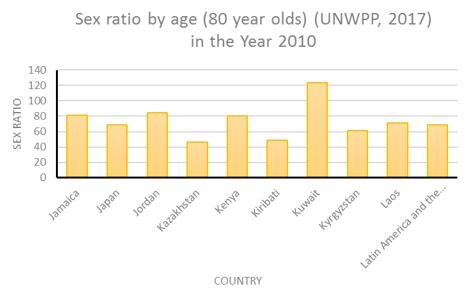 Sex ratio by age (80 year olds) (UNWPP, 2017)
in the Year 2010
140
120
100
80
60
40
20
0
SEX RATIO
Jamaica
Japan
Jordan
Kazakhstan
Kenya
Kiribati
Kuwait
Kyrgyzstan
Laos
Latin America and the...
COUNTRY